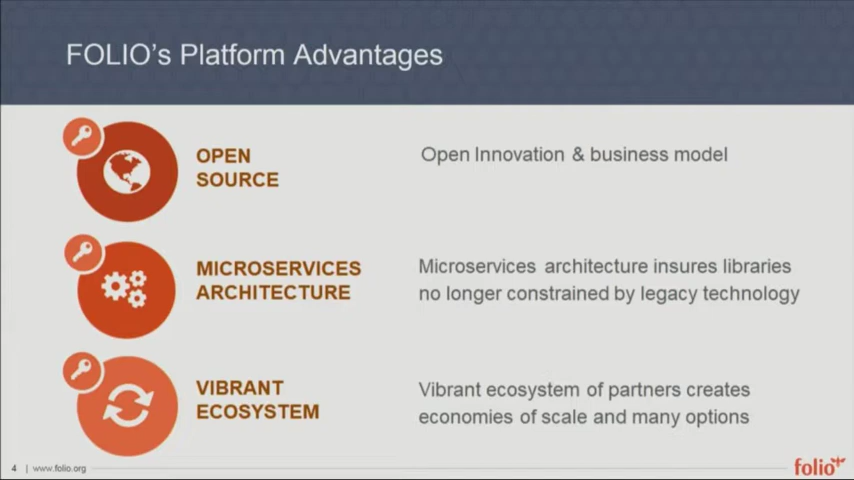 FOLIO's Platform Advantages
OPEN
SOURCE
Open Innovation & business model
MICROSERVICES
ARCHITECTURE
Microservices architecture insures libraries
no longer constrained by legacy technology
VIBRANT
ECOSYSTEM
Vibrant ecosystem of partners creates
economies of scale and many options
4 | www.folio.org
folio